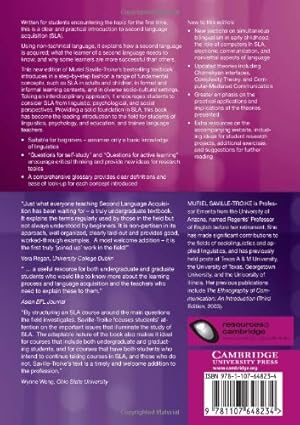 Written for students encountering the topic for the first time,
this is a clear and practical introduction to second language
acquisition (SLA).
Using non-technical language, it explains how a second language
is acquired; what the learner of a second language needs to
know; and why some learners are more successful than others.
This new edition of Muriel Saville-Troike's bestselling textbook
introduces in a step-by-step fashion a range of fundamental
concepts, such as SLA in adults and children, in formal and
informal learning contexts, and in diverse socio-cultural settings.
Taking an interdisciplinary approach, it encourages students to
consider SLA from linguistic, psychological, and social
perspectives. Providing a solid foundation in SLA, this book
has become the leading introduction to the field for students of
linguistics, psychology, and education, and trainee language
teachers.
• Suitable for beginners – assumes only a basic knowledge
of linguistics
• "Questions for self-study" and "Questions for active learning"
encourage critical thinking and provide new ideas for research
topics
• A comprehensive glossary provides clear definitions and
ease of look-up for each concept introduced
New to this edition:
• New sections on simultaneous
bilingualism in early childhood,
the role of computers in SLA,
electronic communication, and
nonverbal aspects of language
• Updated theories including
Chomskyan interfaces,
Complexity Theory and
Computer-Mediated Communication
• Greater emphasis on the
practical applications and
implications of the theories
presented
• Extra resources on the
accompanying website, including
ideas for student research
projects, additional exercises,
and suggestions for further
reading
"Just what everyone teaching Second Language Acquisition
has been waiting for – a truly undergraduate textbook.
It explains the terms regularly used by those in the field but
not always understood by beginners. It is non-partisan in its
approach, well organized, clearly laid-out and provides good,
worked-through examples. A most welcome addition – it is
the first truly 'joined up' work in the field!"
Vera Regan, University College Dublin
"... a useful resource for both undergraduate and graduate
students who would like to know more about the learning
process and language acquisition and the teachers who
need to explain these to them."
Asian EFL Journal
"By structuring an SLA course around the main questions
the field investigates, Saville-Troike focuses students'
attention on the important issues that illuminate the study of
SLA. The adaptable nature of the book also makes it ideal
for courses that include both undergraduate and graduating
students, and for courses that have both students who
intend to continue taking courses in SLA, and those who do
not. Saville-Troike's text is a timely and welcome addition to
the profession."
Wynne Wong, Ohio State University
MURIEL SAVILLE-TROIKE is Professor
Emerita from the University of
Arizona, named Regents' Professor
of English before her retirement. She
has made significant contributions to
the fields of sociolinguistics and applied
linguistics, and has previously
held posts at Texas A & M University,
the University of Texas, Georgetown
University, and the University of
Illinois. Her previous publications
include The Ethnography of
Communication: An Introduction (Third
Edition, 2003).
resources@
cambridge
CAMBRIDGE
UNIVERSITY PRESS
ISBN 978-1-107-64823-4
9 781107 648234 >